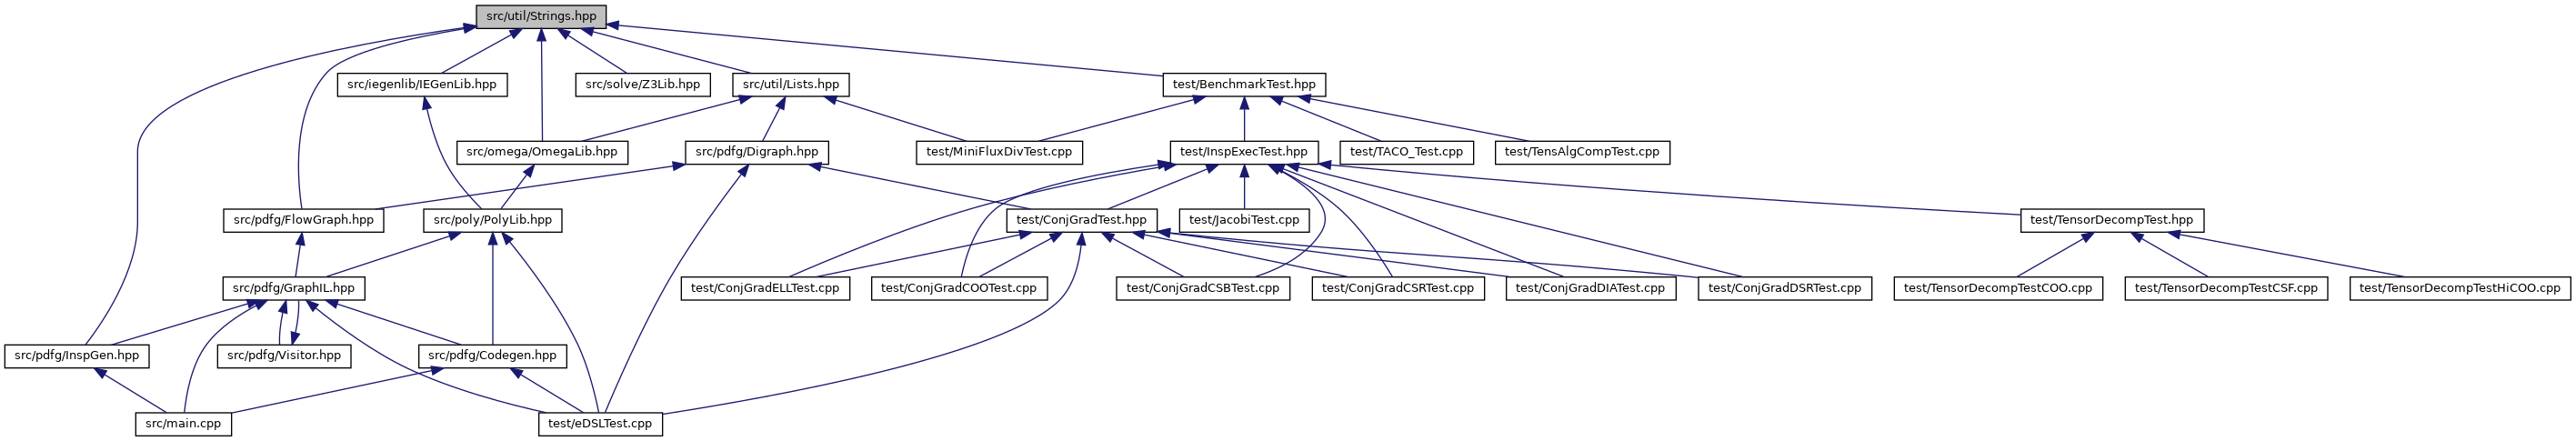 src/util/Strings.hpp
src/iegenlib/IEGenLib.hpp
src/solve/Z3Lib.hpp
src/util/Lists.hpp
test/BenchmarkTest.hpp
src/omega/OmegaLib.hpp
src/pdfg/Digraph.hpp
test/MiniFluxDivTest.cpp
test/InspExecTest.hpp
test/TACO_Test.cpp
test/TensAlgCompTest.cpp
src/pdfg/FlowGraph.hpp
src/poly/PolyLib.hpp
test/ConjGradTest.hpp
test/JacobiTest.cpp
test/TensorDecompTest.hpp
src/pdfg/GraphIL.hpp
test/ConjGradELLTest.cpp
test/ConjGradCOOTest.cpp
test/ConjGradCSBTest.cpp
test/ConjGradCSRTest.cpp
test/ConjGradDIATest.cpp
test/ConjGradDSRTest.cpp
test/TensorDecompTestCOO.cpp
test/TensorDecompTestCSF.cpp
test/TensorDecompTestHiCOO.cpp
src/pdfg/InspGen.hpp
src/pdfg/Visitor.hpp
src/pdfg/Codegen.hpp
src/main.cpp
test/eDSLTest.cpp